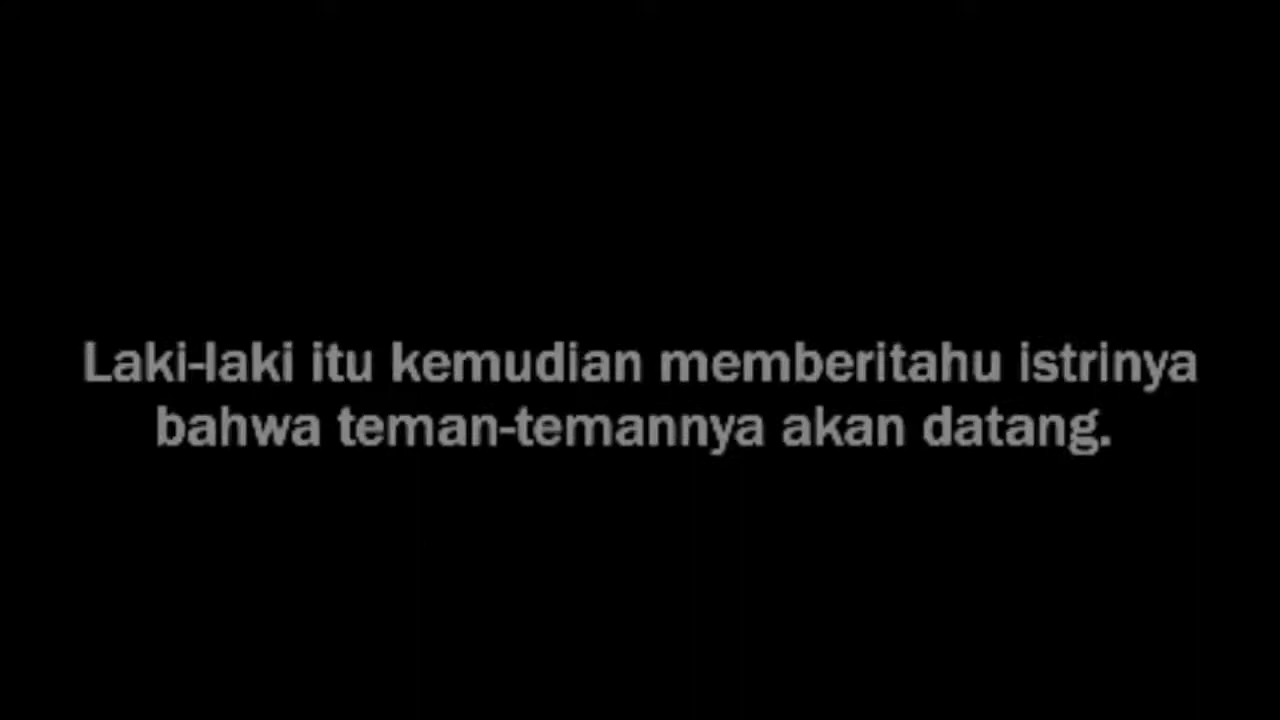 Laki-laki itu kemudian memberitahu istrinya
bahwa teman-temannya akan datang.